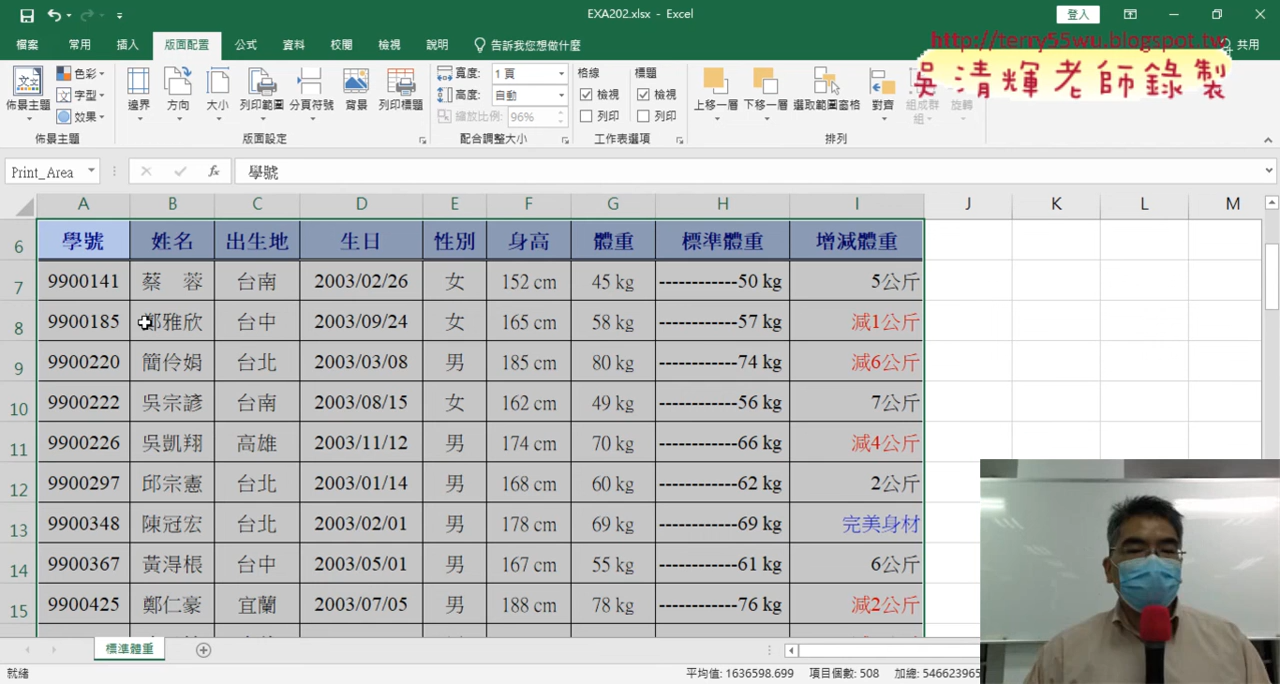 EXA202.xlsx - Excel
登入
檔案 常用 插入 版面配置 公式 資料 校閱 檢視 說明 告訴我您想做什麼 共用
http://terry55wu.blogspot.tw
吳清輝老師錄製
佈景主題 色彩 字型 效果 邊界 方向 大小 列印範圍 分頁符號 背景 列印標題
寬度: 1 頁 高度: 自動 縮放比例: 96%
格線 標題 檢視 檢視 列印 列印
上移一層 下移一層 選取範圍窗格 對齊 組成群組 旋轉
佈景主題 版面設定 配合調整大小 工作表選項 排列
Print_Area fx 學號
A B C D E F G H I J K L M
6 學號 姓名 出生地 生日 性別 身高 體重 標準體重 增減體重
7 9900141 蔡 蓉 台南 2003/02/26 女 152 cm 45 kg ------------50 kg 5公斤
8 9900185 鄭雅欣 台中 2003/09/24 女 165 cm 58 kg ------------57 kg 減1公斤
9 9900220 簡伶娟 台北 2003/03/08 男 185 cm 80 kg ------------74 kg 減6公斤
10 9900222 吳宗諺 台南 2003/08/15 女 162 cm 49 kg ------------56 kg 7公斤
11 9900226 吳凱翔 高雄 2003/11/12 男 174 cm 70 kg ------------66 kg 減4公斤
12 9900297 邱宗憲 台北 2003/01/14 男 168 cm 60 kg ------------62 kg 2公斤
13 9900348 陳冠宏 台北 2003/02/01 男 178 cm 69 kg ------------69 kg 完美身材
14 9900367 黃淂棖 台中 2003/05/01 男 167 cm 55 kg ------------61 kg 6公斤
15 9900425 鄭仁豪 宜蘭 2003/07/05 男 188 cm 78 kg ------------76 kg 減2公斤
標準體重
就緒 平均值: 1636598.699 項目個數: 508 加總: 546623965